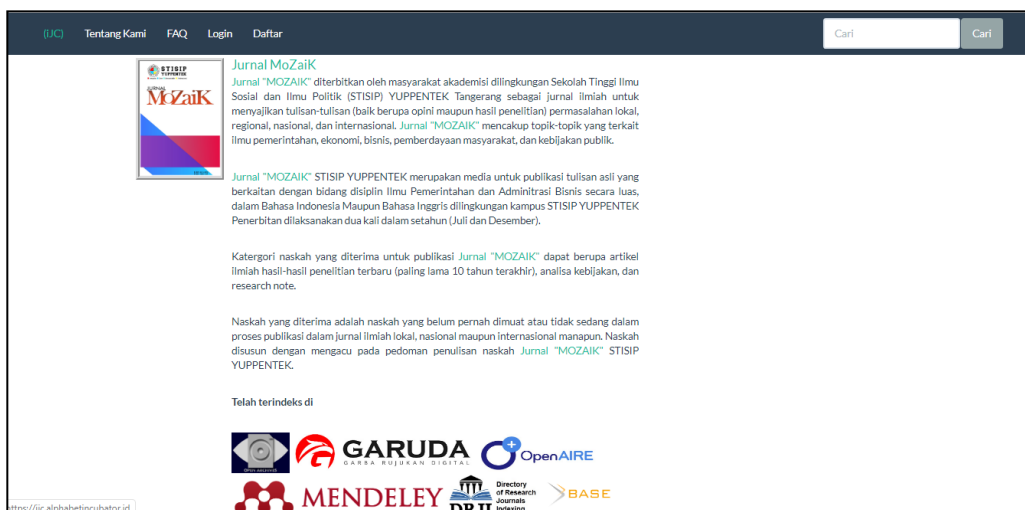 (IJC) Tentang Kami FAQ Login Daftar Cari Cari
STISIP
YUPPENTEK
JURNAL
MoZaiK
Jurnal MoZaiK
Jurnal "MOZAIK" diterbitkan oleh masyarakat akademisi dilingkungan Sekolah Tinggi Ilmu
Sosial dan Ilmu Politik (STISIP) YUPPENTEK Tangerang sebagai jurnal ilmiah untuk
menyajikan tulisan-tulisan (baik berupa opini maupun hasil penelitian) permasalahan lokal,
regional, nasional, dan internasional. Jurnal "MOZAIK" mencakup topik-topik yang terkait
ilmu pemerintahan, ekonomi, bisnis, pemberdayaan masyarakat, dan kebijakan publik.
Jurnal "MOZAIK" STISIP YUPPENTEK merupakan media untuk publikasi tulisan asli yang
berkaitan dengan bidang disiplin Ilmu Pemerintahan dan Adminitrasi Bisnis secara luas,
dalam Bahasa Indonesia Maupun Bahasa Inggris dilingkungan kampus STISIP YUPPENTEK
Penerbitan dilaksanakan dua kali dalam setahun (Juli dan Desember).
Katergori naskah yang diterima untuk publikasi Jurnal "MOZAIK" dapat berupa artikel
ilmiah hasil-hasil penelitian terbaru (paling lama 10 tahun terakhir), analisa kebijakan, dan
research note.
Naskah yang diterima adalah naskah yang belum pernah dimuat atau tidak sedang dalam
proses publikasi dalam jurnal ilmiah lokal, nasional maupun internasional manapun. Naskah
disusun dengan mengacu pada pedoman penulisan naskah Jurnal "MOZAIK" STISIP
YUPPENTEK.
Telah terindeks di
GARUDA
GARBA RUJUKAN DIGITAL
OpenAIRE
MENDELEY
DRJI
Directory
of Research
Journals
Indexing
BASE
https://ijc.alphabetincubator.id